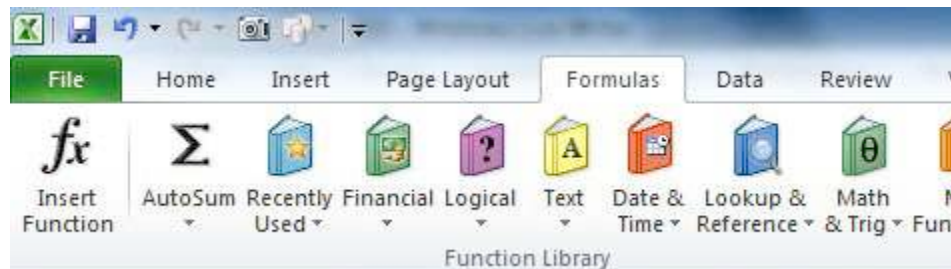 File Home Insert Page Layout Formulas Data Review
fx Σ ? A θ
Insert AutoSum Recently Financial Logical Text Date & Lookup & Math
Function Used Time Reference & Trig
Function Library